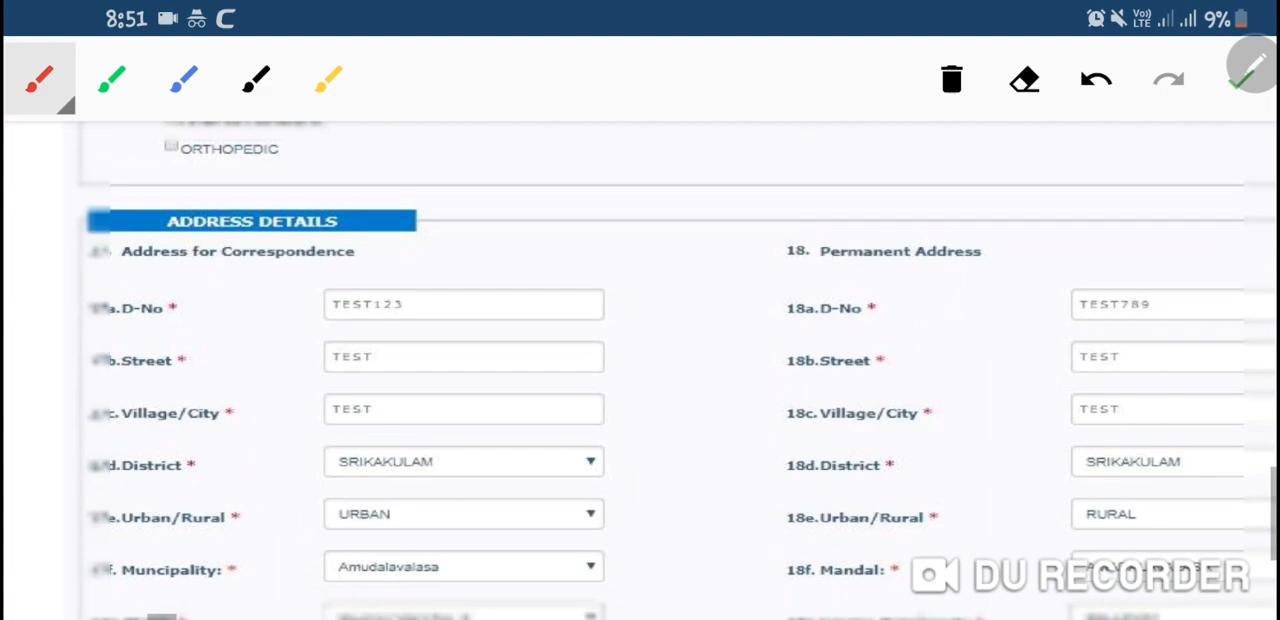 8:51 Vo) LTE 9%
ORTHOPEDIC
ADDRESS DETAILS
Address for Correspondence
18. Permanent Address
a.D-No * TEST123
18a.D-No * TEST789
b.Street * TEST
18b.Street * TEST
c.Village/City * TEST
18c.Village/City * TEST
d.District * SRIKAKULAM
18d.District * SRIKAKULAM
e.Urban/Rural * URBAN
18e.Urban/Rural * RURAL
f. Muncipality: * Amudalavalasa
18f. Mandal: *
DU RECORDER